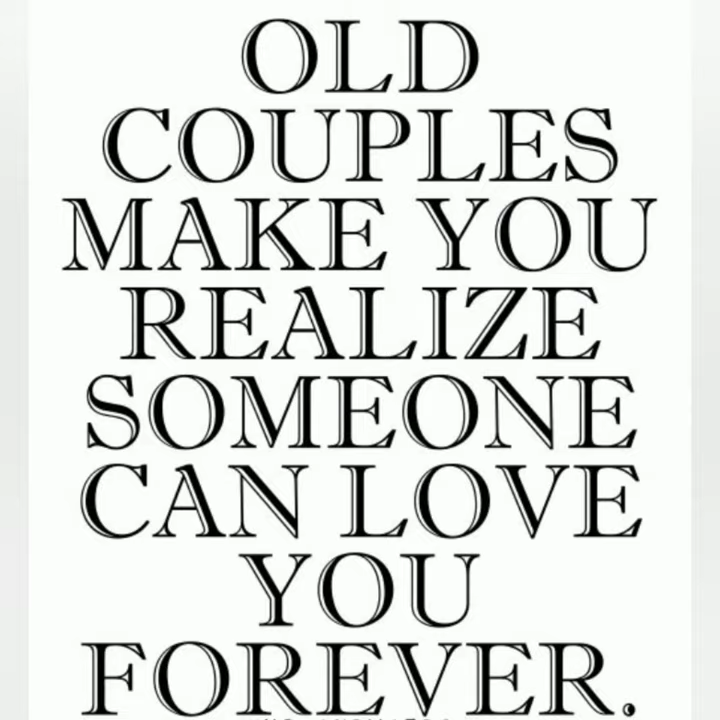 OLD
COUPLES
MAKE YOU
REALIZE
SOMEONE
CAN LOVE
YOU
FOREVER.